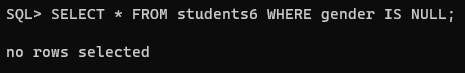 SQL> SELECT * FROM students6 WHERE gender IS NULL;
no rows selected